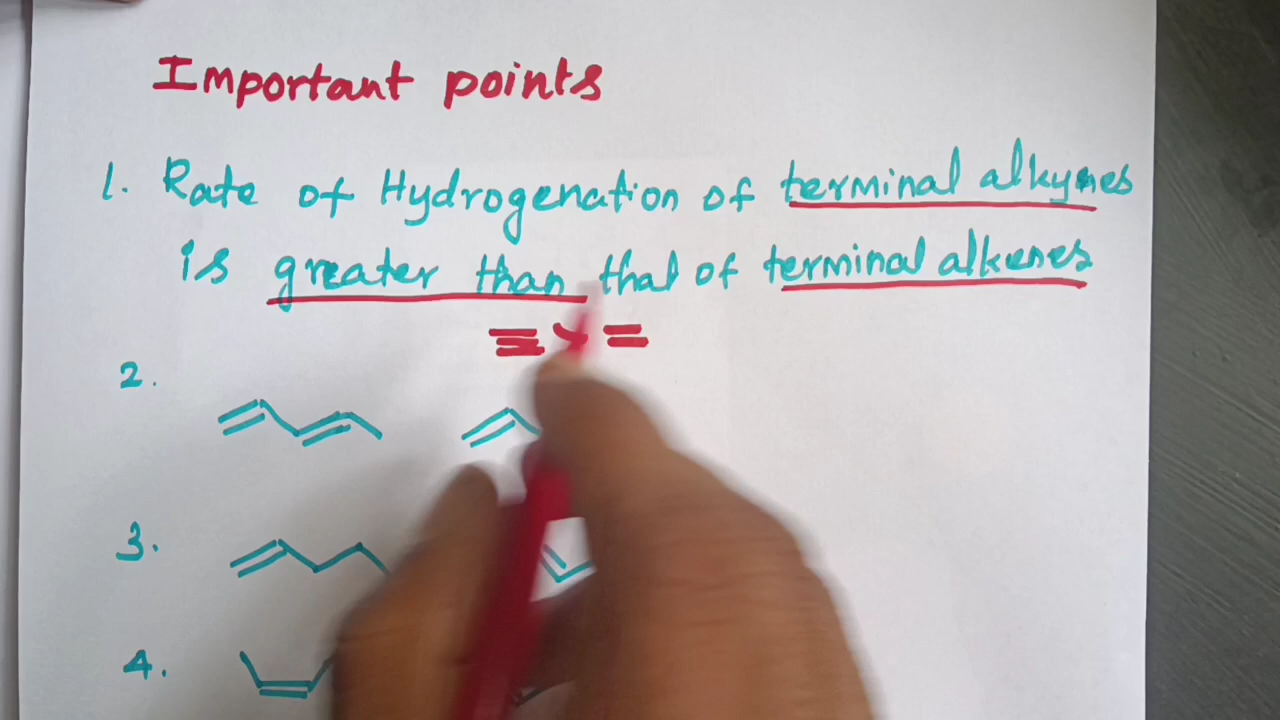 Important points
1. Rate of Hydrogenation of terminal alkynes
is greater than that of terminal alkenes
2.
3.
4.